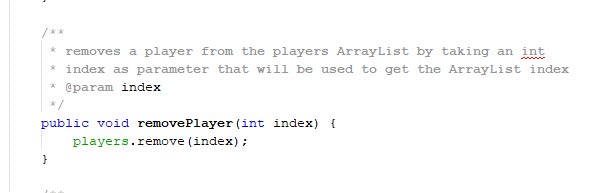 /**
* removes a player from the players ArrayList by taking an int
* index as parameter that will be used to get the ArrayList index
* @param index
*/
public void removePlayer(int index) {
players.remove(index);
}
/**